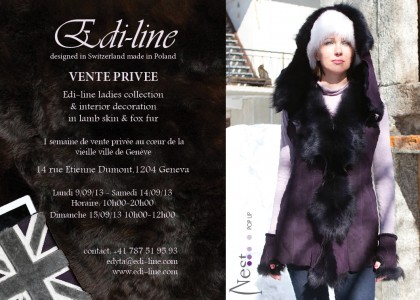 Edi-line
designed in Switzerland made in Poland
VENTE PRIVEE
Edi-line ladies collection
& interior decoration
in lamb skin & fox fur
1 semaine de vente privée au cœur de la
vieille ville de Genève
14 rue Etienne Dumont, 1204 Geneva
Lundi 9/09/13 - Samedi 14/09/13
Horaire: 10h00-20h00
Dimanche 15/09/13 10h00-12h00
contact: +41 787 51 95 93
edyta@edi-line.com
www.edi-line.com
Next
POP UP